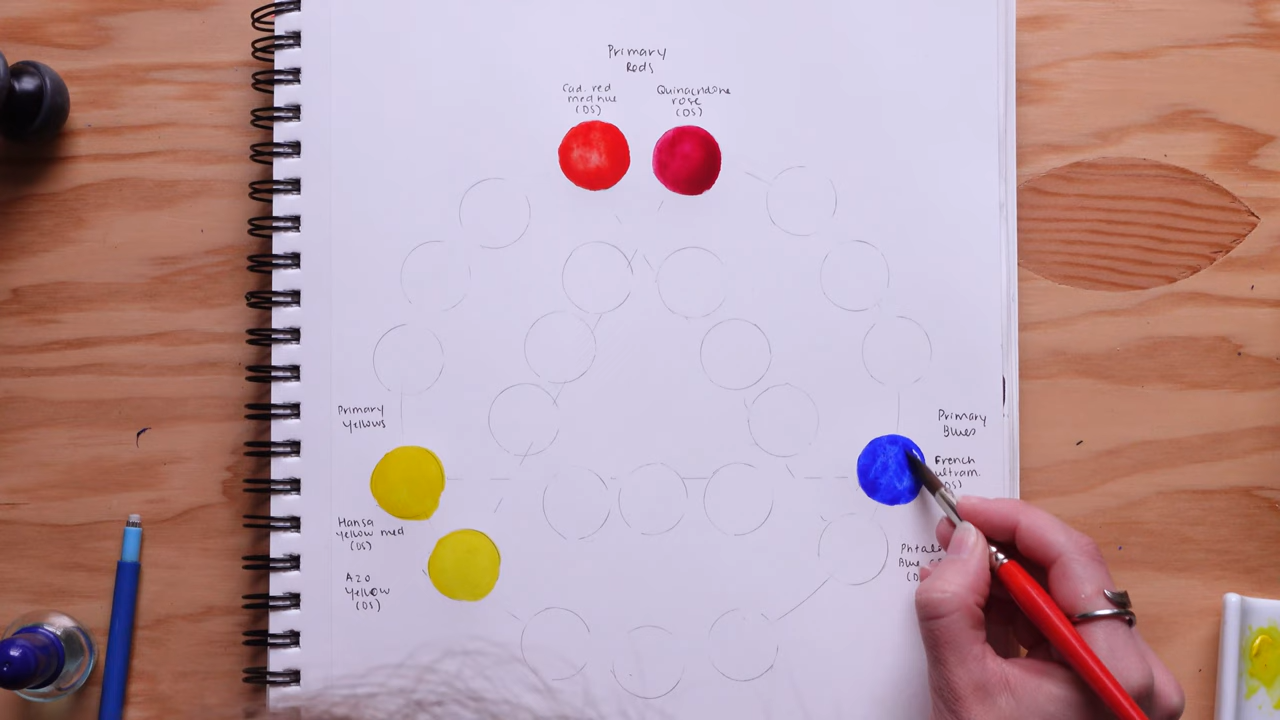 Primary
Reds
Cad. red
med hue
(DS)
Quinacridone
rose
(DS)
Primary
Yellows
Hansa
yellow med
(DS)
Azo
Yellow
(DS)
Primary
Blues
French
ultram.
DS)
Blue